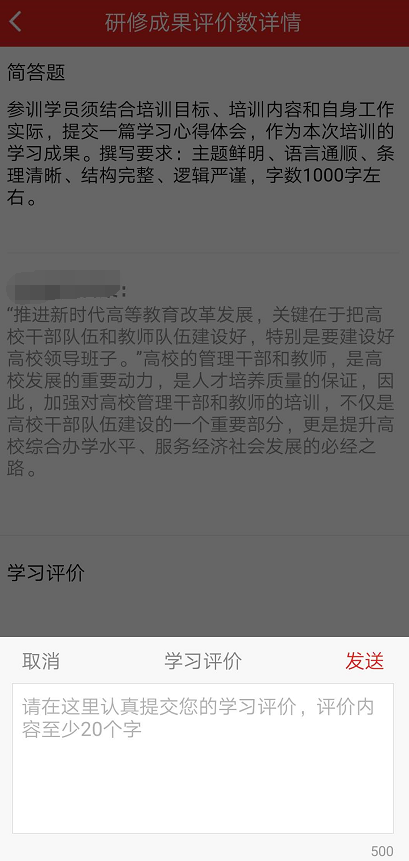 研修成果评价数详情
简答题
参训学员须结合培训目标、培训内容和自身工作
实际，提交一篇学习心得体会，作为本次培训的
学习成果。撰写要求：主题鲜明、语言通顺、条
理清晰、结构完整、逻辑严谨，字数1000字左
右。
：
“推进新时代高等教育改革发展，关键在于把高
校干部队伍和教师队伍建设好，特别是要建设好
高校领导班子。”高校的管理干部和教师，是高
校发展的重要动力，是人才培养质量的保证，因
此，加强对高校管理干部和教师的培训，不仅是
高校干部队伍建设的一个重要部分，更是提升高
校综合办学水平、服务经济社会发展的必经之
路。
学习评价
取消 学习评价 发送
请在这里认真提交您的学习评价，评价内
容至少20个字
500